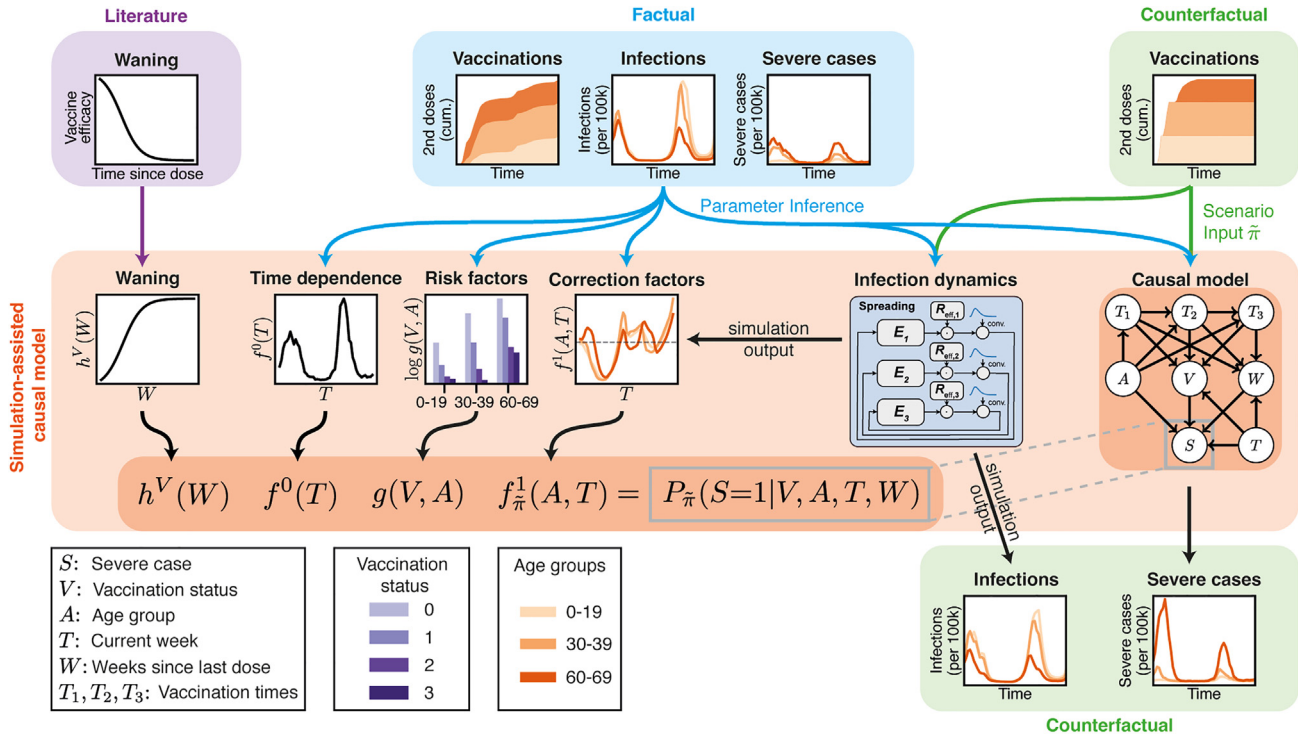 Literature
Factual
Counterfactual
Waning
Vaccine
efficacy
Time since dose
Vaccinations
2nd doses
(cum.)
Time
Infections
Infections
(per 100k)
Time
Severe cases
Severe cases
(per 100k)
Time
Vaccinations
2nd doses
(cum.)
Time
Parameter Inference
Scenario
Input π̃
Simulation-assisted
causal model
Waning
h^V(W)
W
Time dependence
f^0(T)
T
Risk factors
log g(V, A)
0-19 30-39 60-69
Correction factors
f^1(A, T)
T
simulation
output
Infection dynamics
Spreading
E_1
R_eff,1
conv.
E_2
R_eff,2
conv.
E_3
R_eff,3
conv.
Causal model
T_1 T_2 T_3
A V W
S T
h^V(W) f^0(T) g(V, A) f^1_π̃(A, T) = P_π̃(S=1|V, A, T, W)
simulation
output
S: Severe case
V: Vaccination status
A: Age group
T: Current week
W: Weeks since last dose
T_1, T_2, T_3: Vaccination times
Vaccination
status
0
1
2
3
Age groups
0-19
30-39
60-69
Infections
Infections
(per 100k)
Time
Severe cases
Severe cases
(per 100k)
Time
Counterfactual